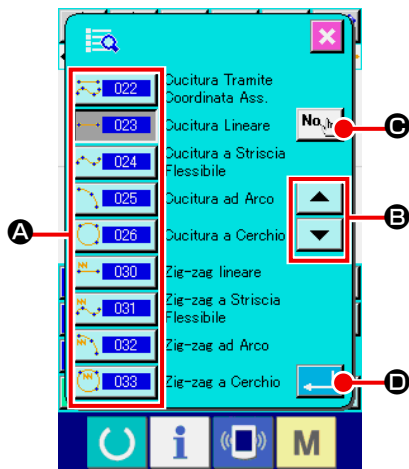 022 Cucitura Tramite
Coordinata Ass.
No.
023 Cucitura Lineare
C
024 Cucitura a Striscia
Flessibile
025 Cucitura ad Arco
B
A
026 Cucitura a Cerchio
030 Zig-zag lineare
031 Zig-zag a Striscia
Flessibile
032 Zig-zag ad Arco
033 Zig-zag a Cerchio
D
i
M